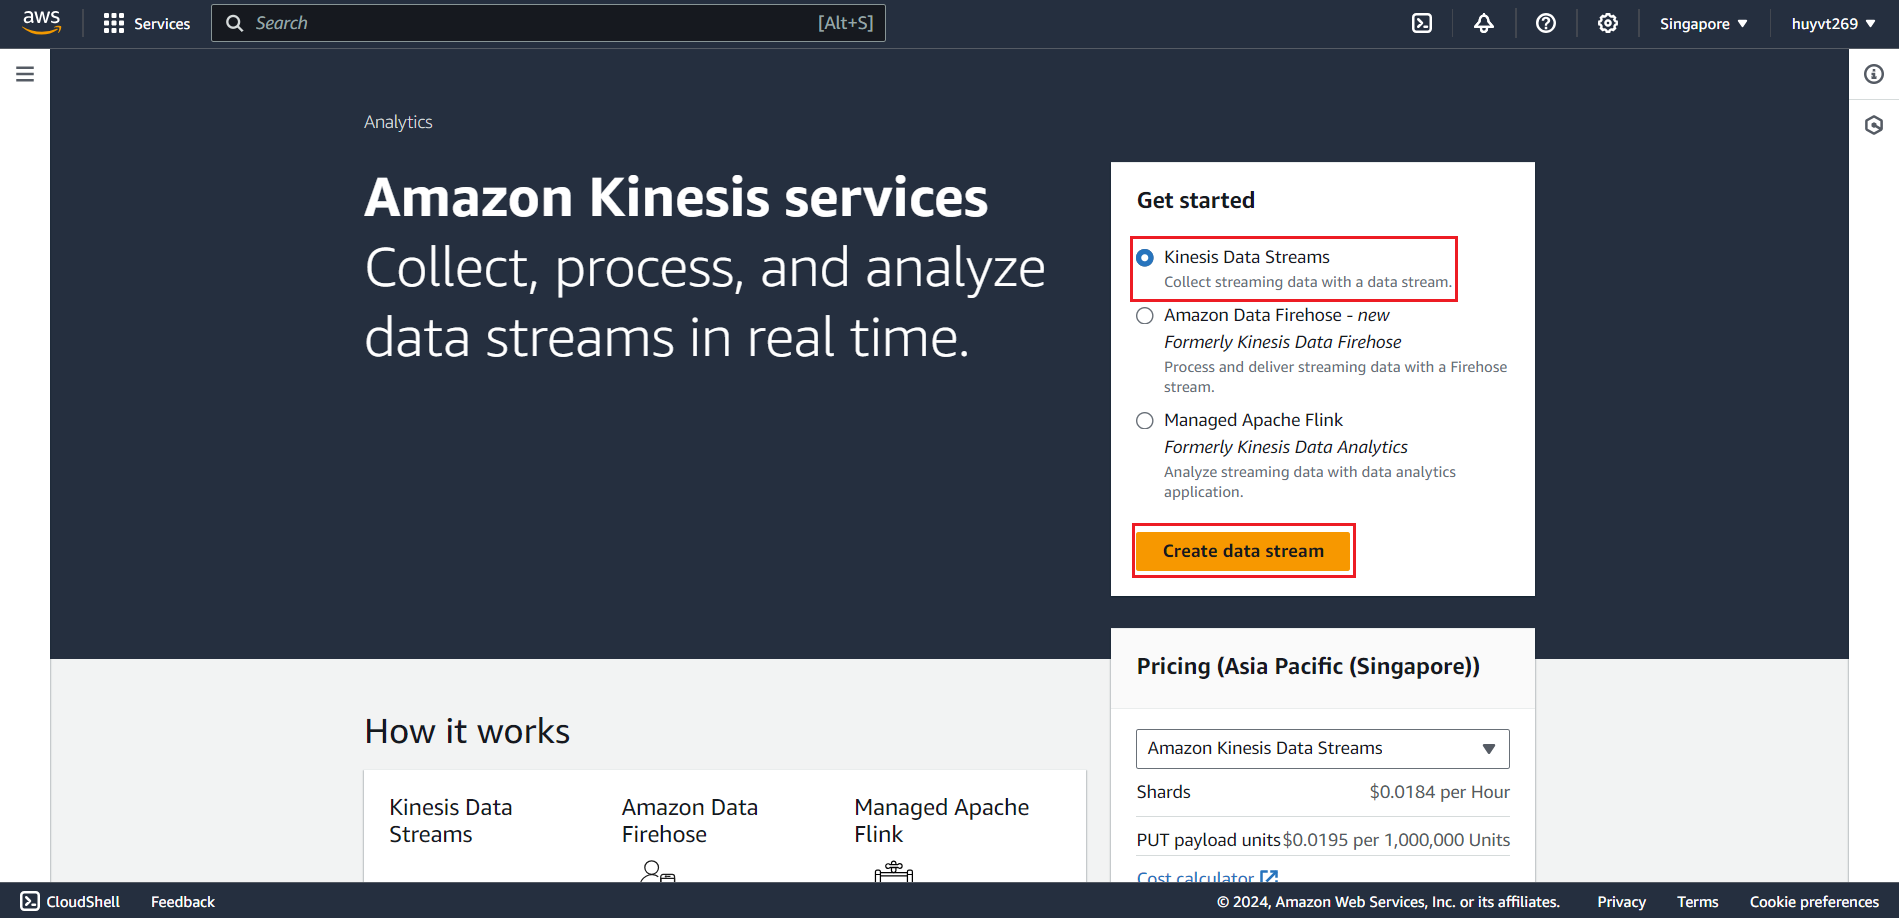 aws
Services
Search
[Alt+S]
Singapore
huyvt269
Analytics
Amazon Kinesis services
Collect, process, and analyze
data streams in real time.
Get started
Kinesis Data Streams
Collect streaming data with a data stream.
Amazon Data Firehose - new
Formerly Kinesis Data Firehose
Process and deliver streaming data with a Firehose
stream.
Managed Apache Flink
Formerly Kinesis Data Analytics
Analyze streaming data with data analytics
application.
Create data stream
Pricing (Asia Pacific (Singapore))
Amazon Kinesis Data Streams
Shards $0.0184 per Hour
PUT payload units $0.0195 per 1,000,000 Units
Cost calculator
How it works
Kinesis Data
Streams
Amazon Data
Firehose
Managed Apache
Flink
CloudShell
Feedback
© 2024, Amazon Web Services, Inc. or its affiliates.
Privacy
Terms
Cookie preferences